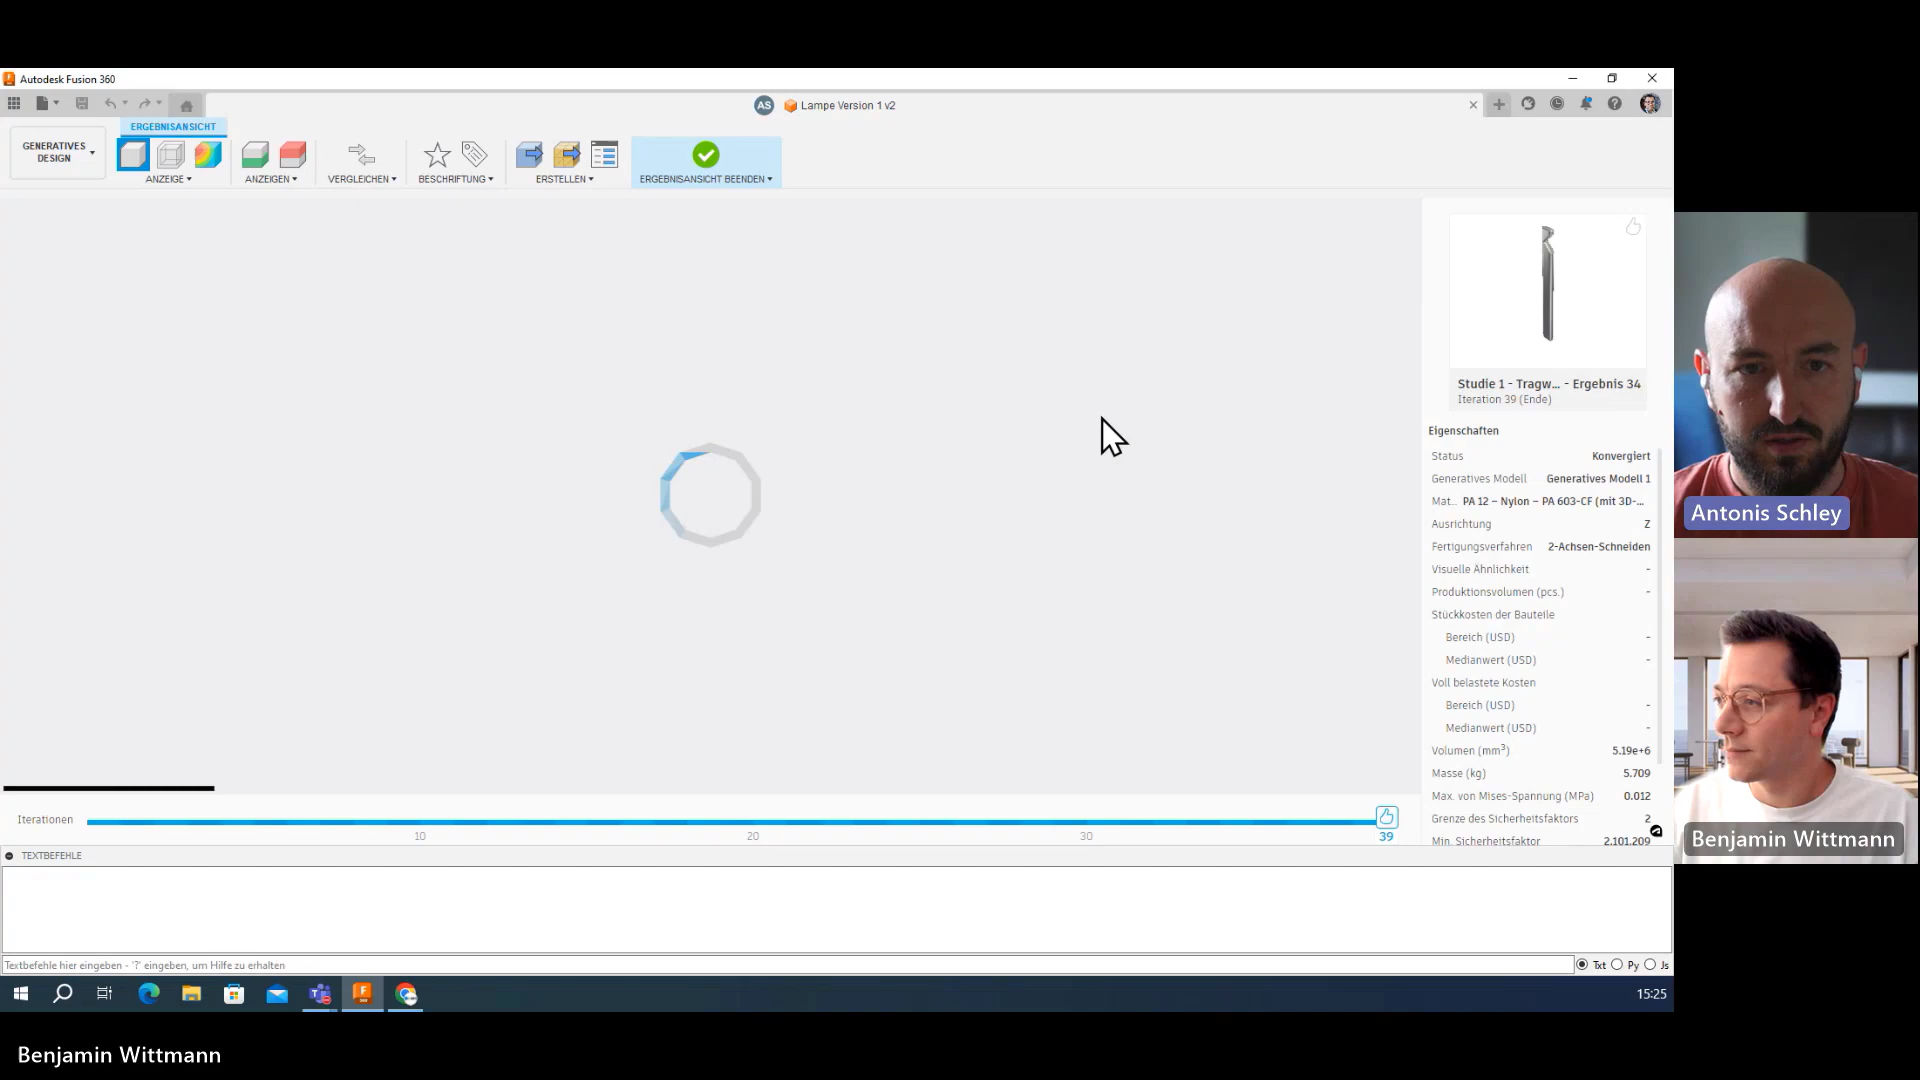 Autodesk Fusion 360
AS
Lampe Version 1 v2
ERGEBNISANSICHT
GENERATIVES
DESIGN
ANZEIGE
ANZEIGEN
VERGLEICHEN
BESCHRIFTUNG
ERSTELLEN
ERGEBNISANSICHT BEENDEN
Studie 1 - Tragw... - Ergebnis 34
Iteration 39 (Ende)
Eigenschaften
Status Konvergiert
Generatives Modell Generatives Modell 1
Mat... PA 12 – Nylon – PA 603-CF (mit 3D-...
Ausrichtung Z
Fertigungsverfahren 2-Achsen-Schneiden
Visuelle Ähnlichkeit -
Produktionsvolumen (pcs.) -
Stückkosten der Bauteile
Bereich (USD) -
Medianwert (USD) -
Voll belastete Kosten
Bereich (USD) -
Medianwert (USD) -
Volumen (mm³) 5.19e+6
Masse (kg) 5.709
Max. von Mises-Spannung (MPa) 0.012
Grenze des Sicherheitsfaktors 2
Min. Sicherheitsfaktor 2.101.209
Iterationen
10 20 30 39
TEXTBEFEHLE
Textbefehle hier eingeben - '?' eingeben, um Hilfe zu erhalten
Txt Py Js
15:25
Antonis Schley
Benjamin Wittmann
Benjamin Wittmann